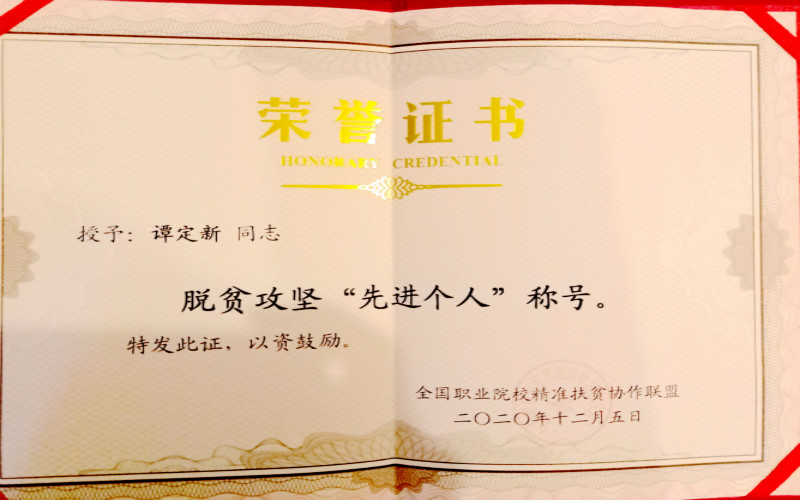 荣誉证书
HONORARY CREDENTIAL
授予：谭定新 同志
脱贫攻坚“先进个人”称号。
特发此证，以资鼓励。
全国职业院校精准扶贫协作联盟
二〇二〇年十二月五日